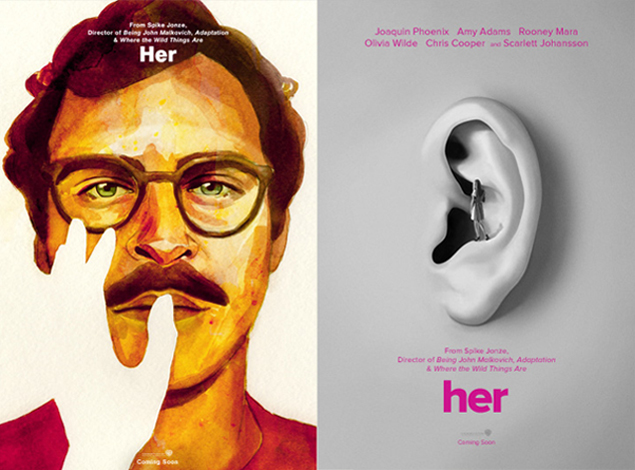 From Spike Jonze,
Director of Being John Malkovich, Adaptation
& Where the Wild Things Are
Her
Coming Soon
Joaquin Phoenix Amy Adams Rooney Mara
Olivia Wilde Chris Cooper and Scarlett Johansson
From Spike Jonze,
Director of Being John Malkovich, Adaptation
& Where the Wild Things Are
her
Coming Soon